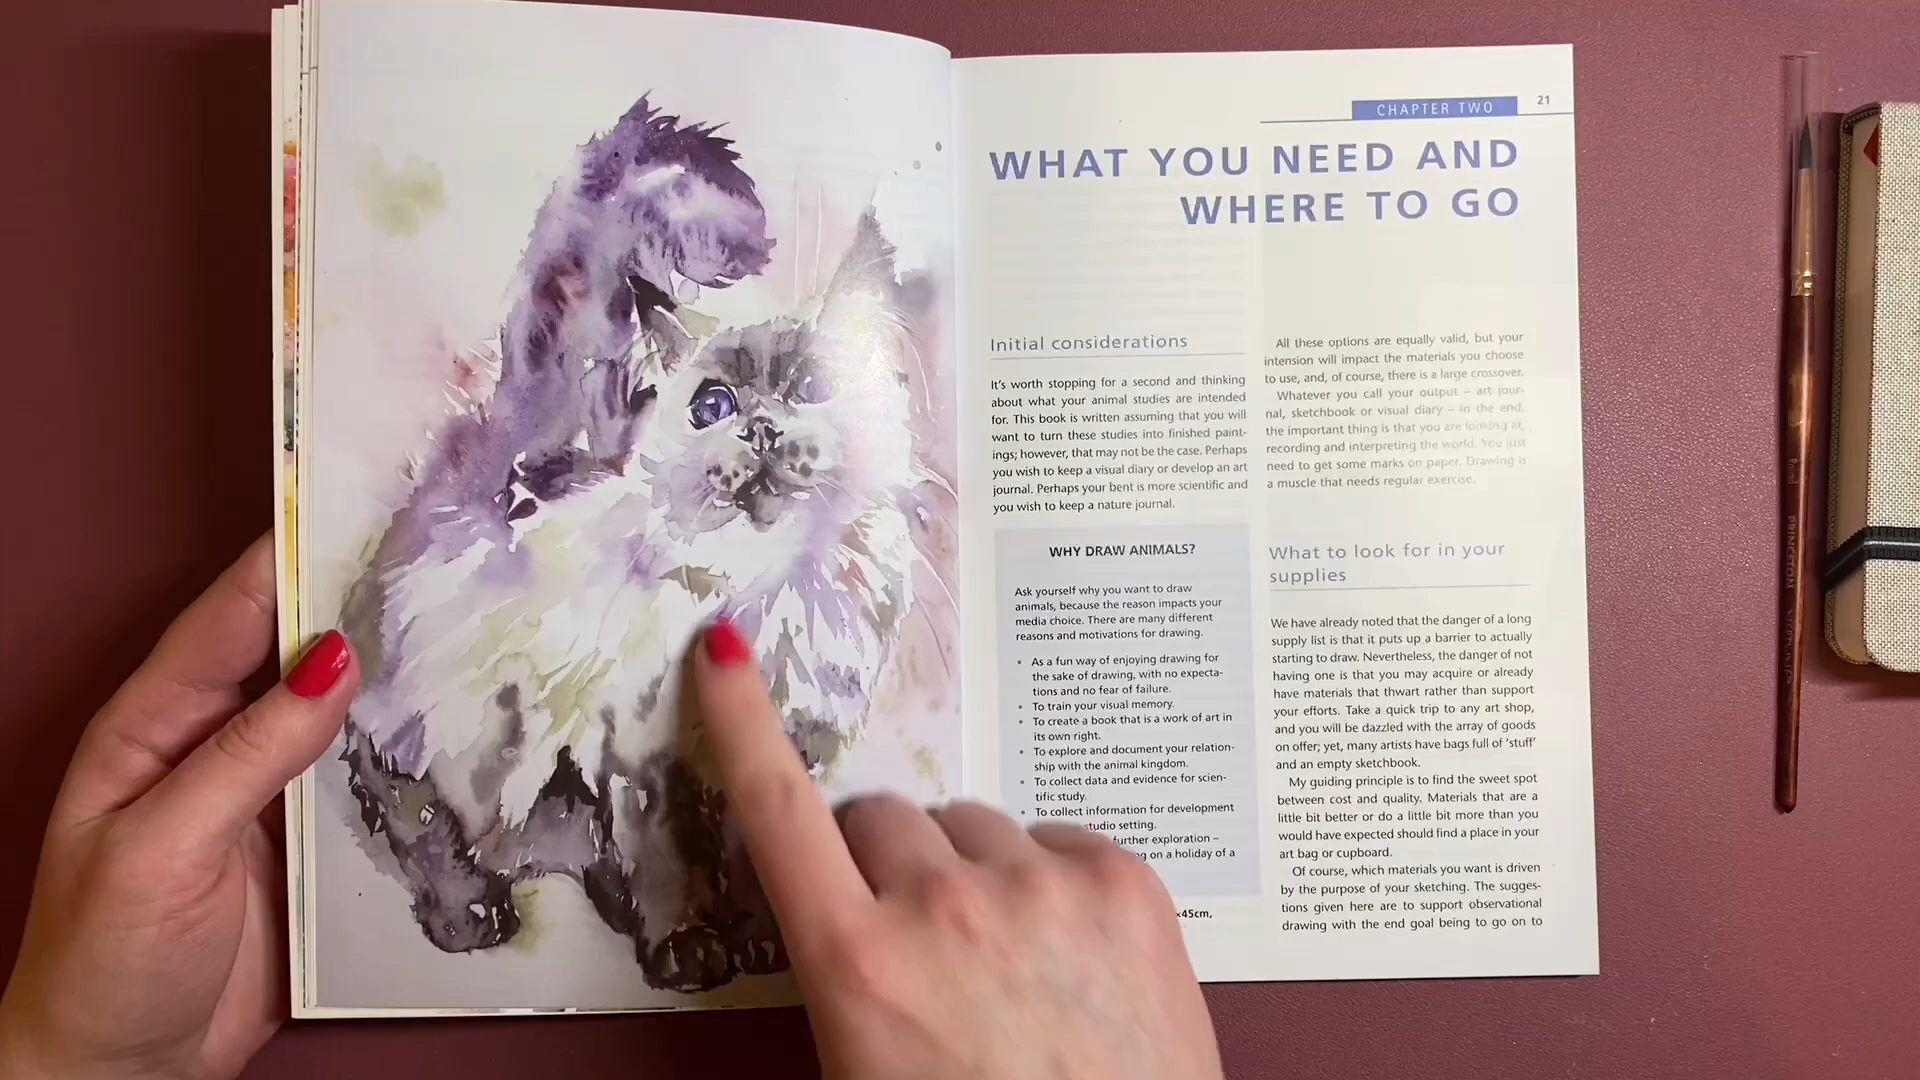 CHAPTER TWO
21
WHAT YOU NEED AND
WHERE TO GO
Initial considerations
It's worth stopping for a second and thinking
about what your animal studies are intended
for. This book is written assuming that you will
want to turn these studies into finished paint-
ings; however, that may not be the case. Perhaps
you wish to keep a visual diary or develop an art
journal. Perhaps your bent is more scientific and
you wish to keep a nature journal.
WHY DRAW ANIMALS?
Ask yourself why you want to draw
animals, because the reason impacts your
media choice. There are many different
reasons and motivations for drawing.
• As a fun way of enjoying drawing for
the sake of drawing, with no expecta-
tions and no fear of failure.
• To train your visual memory.
• To create a book that is a work of art in
its own right.
• To explore and document your relation-
ship with the animal kingdom.
• To collect data and evidence for scien-
tific study.
• To collect information for development
setting.
further exploration –
on a holiday of a
×45cm,
All these options are equally valid, but your
intension will impact the materials you choose
to use, and, of course, there is a large crossover.
Whatever you call your output – art jour-
nal, sketchbook or visual diary – in the end,
the important thing is that you are looking at,
recording and interpreting the world. You just
need to get some marks on paper. Drawing is
a muscle that needs regular exercise.
What to look for in your
supplies
We have already noted that the danger of a long
supply list is that it puts up a barrier to actually
starting to draw. Nevertheless, the danger of not
having one is that you may acquire or already
have materials that thwart rather than support
your efforts. Take a quick trip to any art shop,
and you will be dazzled with the array of goods
on offer; yet, many artists have bags full of 'stuff'
and an empty sketchbook.
My guiding principle is to find the sweet spot
between cost and quality. Materials that are a
little bit better or do a little bit more than you
would have expected should find a place in your
art bag or cupboard.
Of course, which materials you want is driven
by the purpose of your sketching. The sugges-
tions given here are to support observational
drawing with the end goal being to go on to
PRINCETON